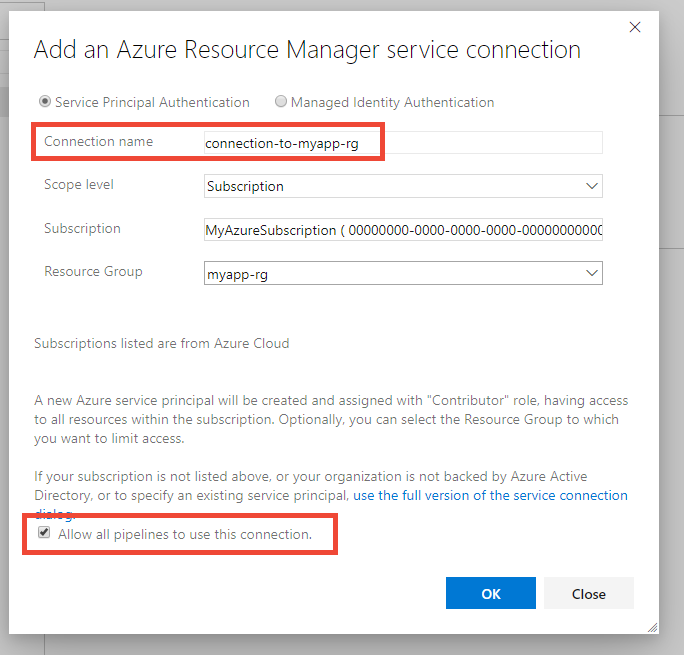 Add an Azure Resource Manager service connection
Service Principal Authentication Managed Identity Authentication
Connection name connection-to-myapp-rg
Scope level Subscription
Subscription MyAzureSubscription ( 00000000-0000-0000-0000-00000000000
Resource Group myapp-rg
Subscriptions listed are from Azure Cloud
A new Azure service principal will be created and assigned with "Contributor" role, having access
to all resources within the subscription. Optionally, you can select the Resource Group to which
you want to limit access.
If your subscription is not listed above, or your organization is not backed by Azure Active
Directory, or to specify an existing service principal, use the full version of the service connection
dialog.
Allow all pipelines to use this connection.
OK Close